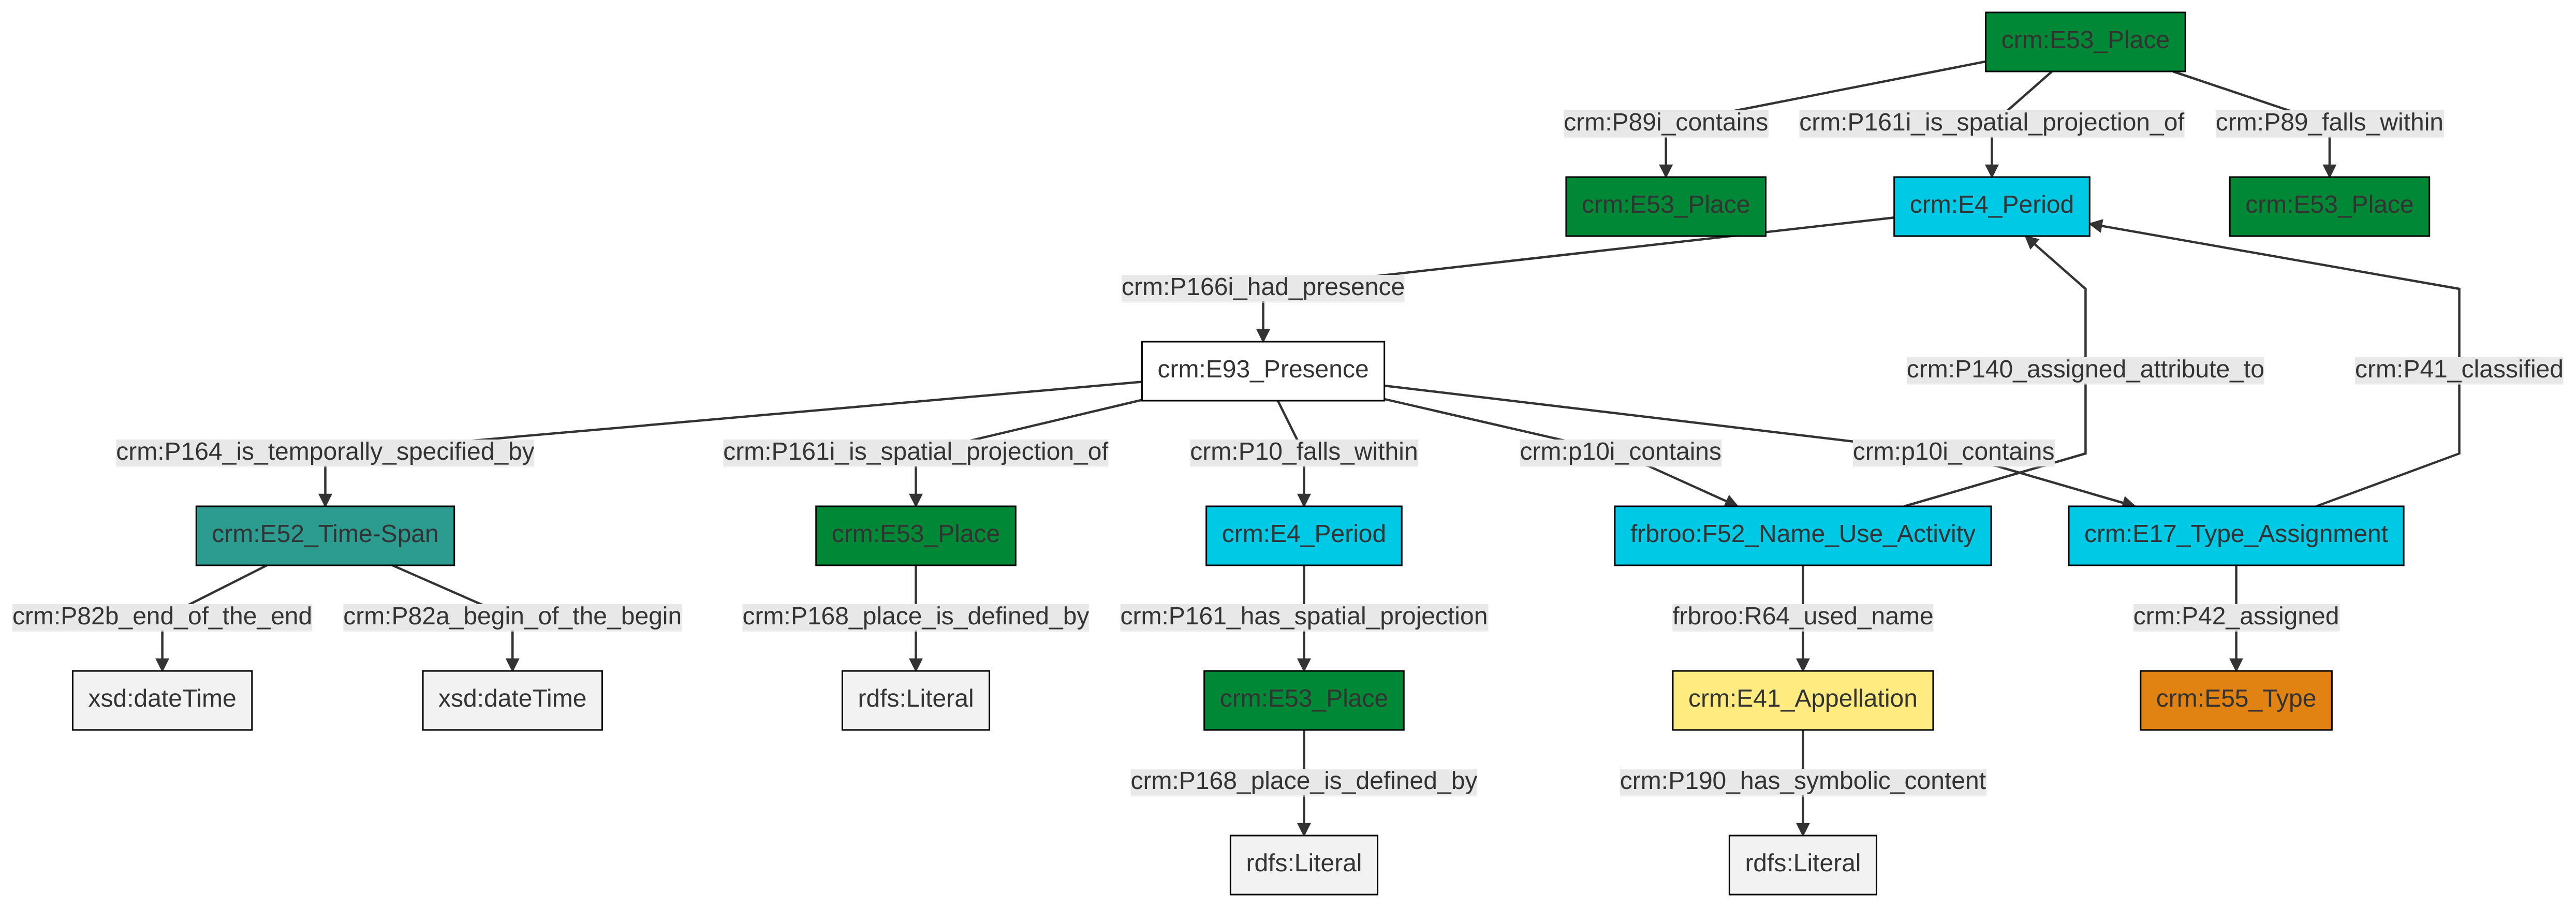 crm:E53_Place
crm:P89i_contains
crm:P161i_is_spatial_projection_of
crm:P89_falls_within
crm:E53_Place
crm:E4_Period
crm:E53_Place
crm:P166i_had_presence
crm:E93_Presence
crm:P140_assigned_attribute_to
crm:P41_classified
crm:P164_is_temporally_specified_by
crm:P161i_is_spatial_projection_of
crm:P10_falls_within
crm:p10i_contains
crm:p10i_contains
crm:E52_Time-Span
crm:E53_Place
crm:E4_Period
frbroo:F52_Name_Use_Activity
crm:E17_Type_Assignment
crm:P82b_end_of_the_end
crm:P82a_begin_of_the_begin
crm:P168_place_is_defined_by
crm:P161_has_spatial_projection
frbroo:R64_used_name
crm:P42_assigned
xsd:dateTime
xsd:dateTime
rdfs:Literal
crm:E53_Place
crm:E41_Appellation
crm:E55_Type
crm:P168_place_is_defined_by
crm:P190_has_symbolic_content
rdfs:Literal
rdfs:Literal